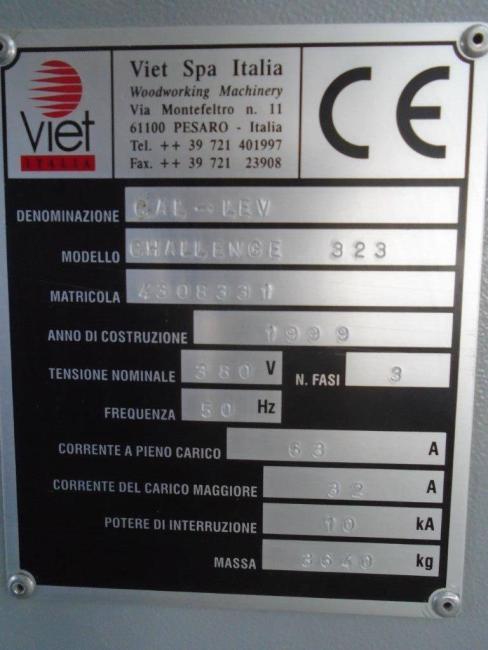 Viet
ITALIA
Viet Spa Italia
Woodworking Machinery
Via Montefeltro n. 11
61100 PESARO - Italia
Tel. ++ 39 721 401997
Fax. ++ 39 721 23908
CE
DENOMINAZIONE CAL-LEV
MODELLO CHALLENGE 323
MATRICOLA 4308331
ANNO DI COSTRUZIONE 1999
TENSIONE NOMINALE 380 V N. FASI 3
FREQUENZA 50 Hz
CORRENTE A PIENO CARICO 63 A
CORRENTE DEL CARICO MAGGIORE 32 A
POTERE DI INTERRUZIONE 10 kA
MASSA 3640 kg